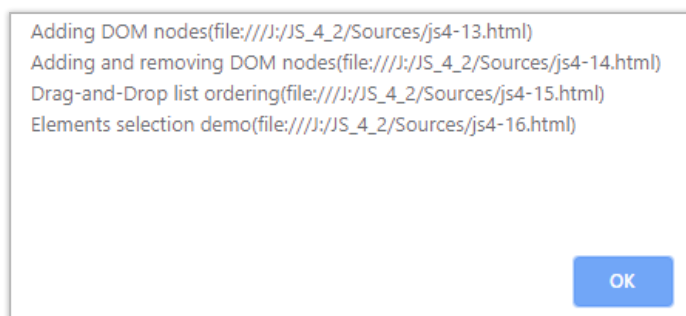 Adding DOM nodes(file:///J:/JS_4_2/Sources/js4-13.html)
Adding and removing DOM nodes(file:///J:/JS_4_2/Sources/js4-14.html)
Drag-and-Drop list ordering(file:///J:/JS_4_2/Sources/js4-15.html)
Elements selection demo(file:///J:/JS_4_2/Sources/js4-16.html)
OK